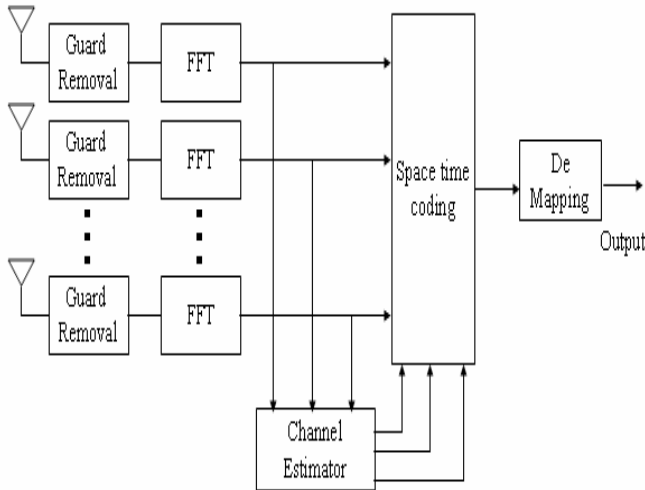 Guard
Removal
FFT
Guard
Removal
FFT
Space time
coding
De
Mapping
Output
Guard
Removal
FFT
Channel
Estimator